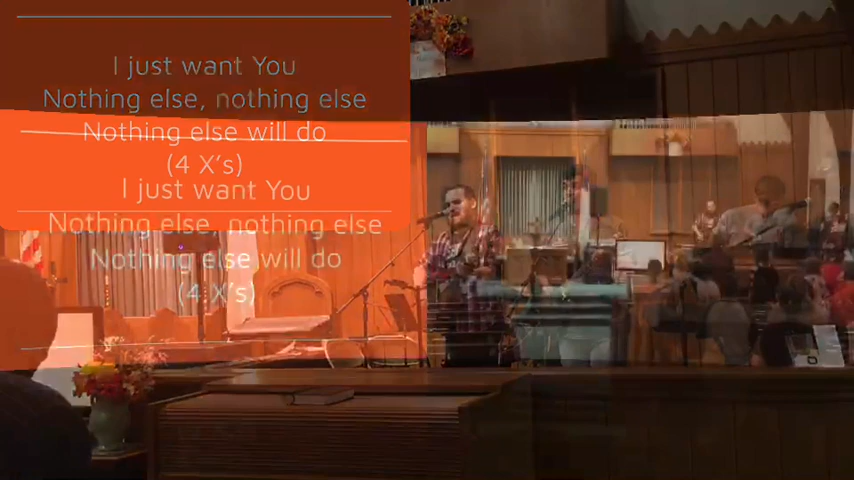 I just want You
Nothing else, nothing else
Nothing else will do
(4 X's)
I just want You
Nothing else, nothing else
Nothing else will do
(4 X's)